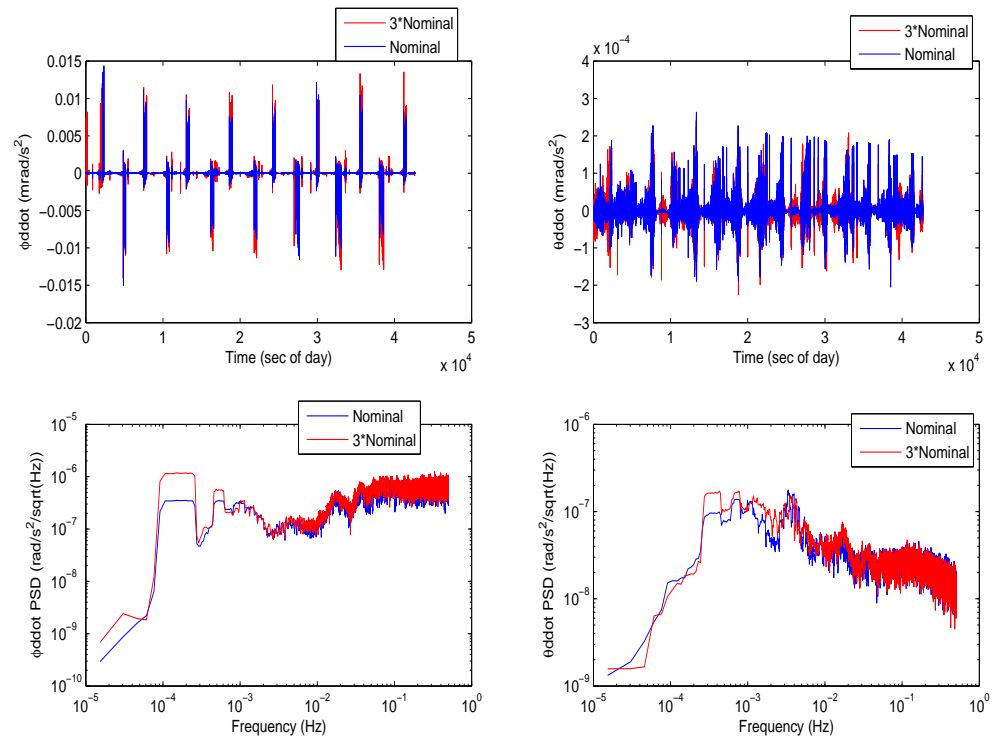 3*Nominal
Nominal
0.015
0.01
0.005
0
−0.005
−0.01
−0.015
−0.02
φddot (mrad/s²)
0 1 2 3 4 5
Time (sec of day)
x 10⁴
3*Nominal
Nominal
x 10⁻⁴
4
3
2
1
0
−1
−2
−3
θddot (mrad/s²)
0 1 2 3 4 5
Time (sec of day)
x 10⁴
Nominal
3*Nominal
10⁻⁵
10⁻⁶
10⁻⁷
10⁻⁸
10⁻⁹
10⁻¹⁰
φddot PSD (rad/s²/sqrt(Hz))
10⁻⁵ 10⁻⁴ 10⁻³ 10⁻² 10⁻¹ 10⁰
Frequency (Hz)
Nominal
3*Nominal
10⁻⁶
10⁻⁷
10⁻⁸
10⁻⁹
θddot PSD (rad/s²/sqrt(Hz))
10⁻⁵ 10⁻⁴ 10⁻³ 10⁻² 10⁻¹ 10⁰
Frequency (Hz)